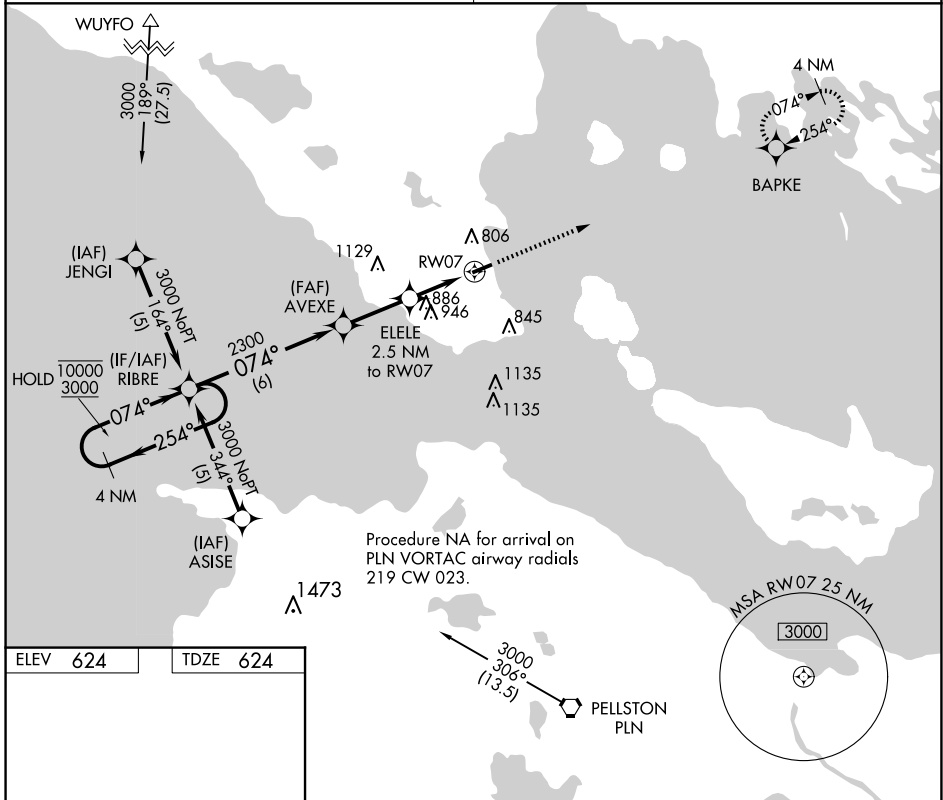 WUYFO
3000
189°
(27.5)
4 NM
074°
254°
BAPKE
(IAF)
JENGI
3000 NoPT
164°
(5)
1129
806
RW07
(FAF)
AVEXE
886
946
ELELE
2.5 NM
to RW07
845
2300
074°
(6)
HOLD 10000
3000
(IF/IAF)
RIBRE
074°
254°
4 NM
3000 NoPT
344°
(5)
1135
1135
(IAF)
ASISE
Procedure NA for arrival on
PLN VORTAC airway radials
219 CW 023.
1473
MSA RW07 25 NM
3000
ELEV 624
TDZE 624
3000
306°
(13.5)
PELLSTON
PLN